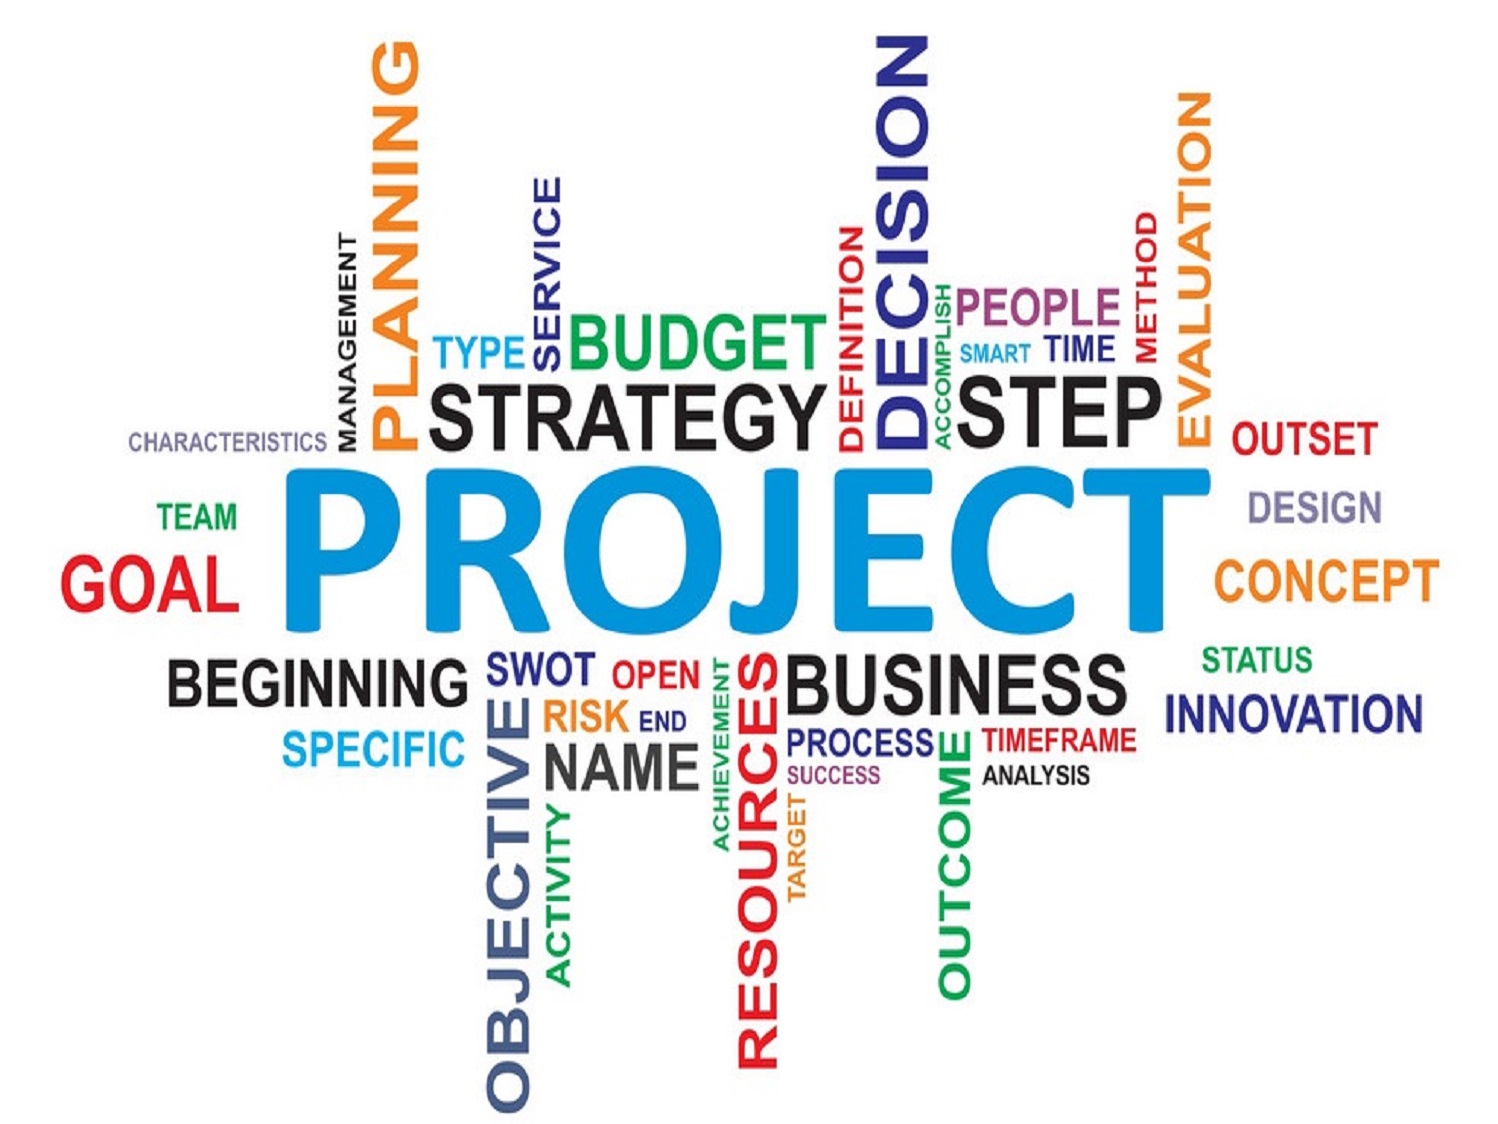 PLANNING
DECISION
EVALUATION
SERVICE
METHOD
MANAGEMENT
DEFINITION
ACCOMPLISH
PEOPLE
TYPE
BUDGET
SMART
TIME
STRATEGY
STEP
CHARACTERISTICS
OUTSET
PROJECT
TEAM
DESIGN
GOAL
CONCEPT
BEGINNING
SWOT
OPEN
ACHIEVEMENT
RESOURCES
BUSINESS
STATUS
INNOVATION
SPECIFIC
OBJECTIVE
RISK
END
NAME
PROCESS
TIMEFRAME
SUCCESS
ANALYSIS
ACTIVITY
TARGET
OUTCOME